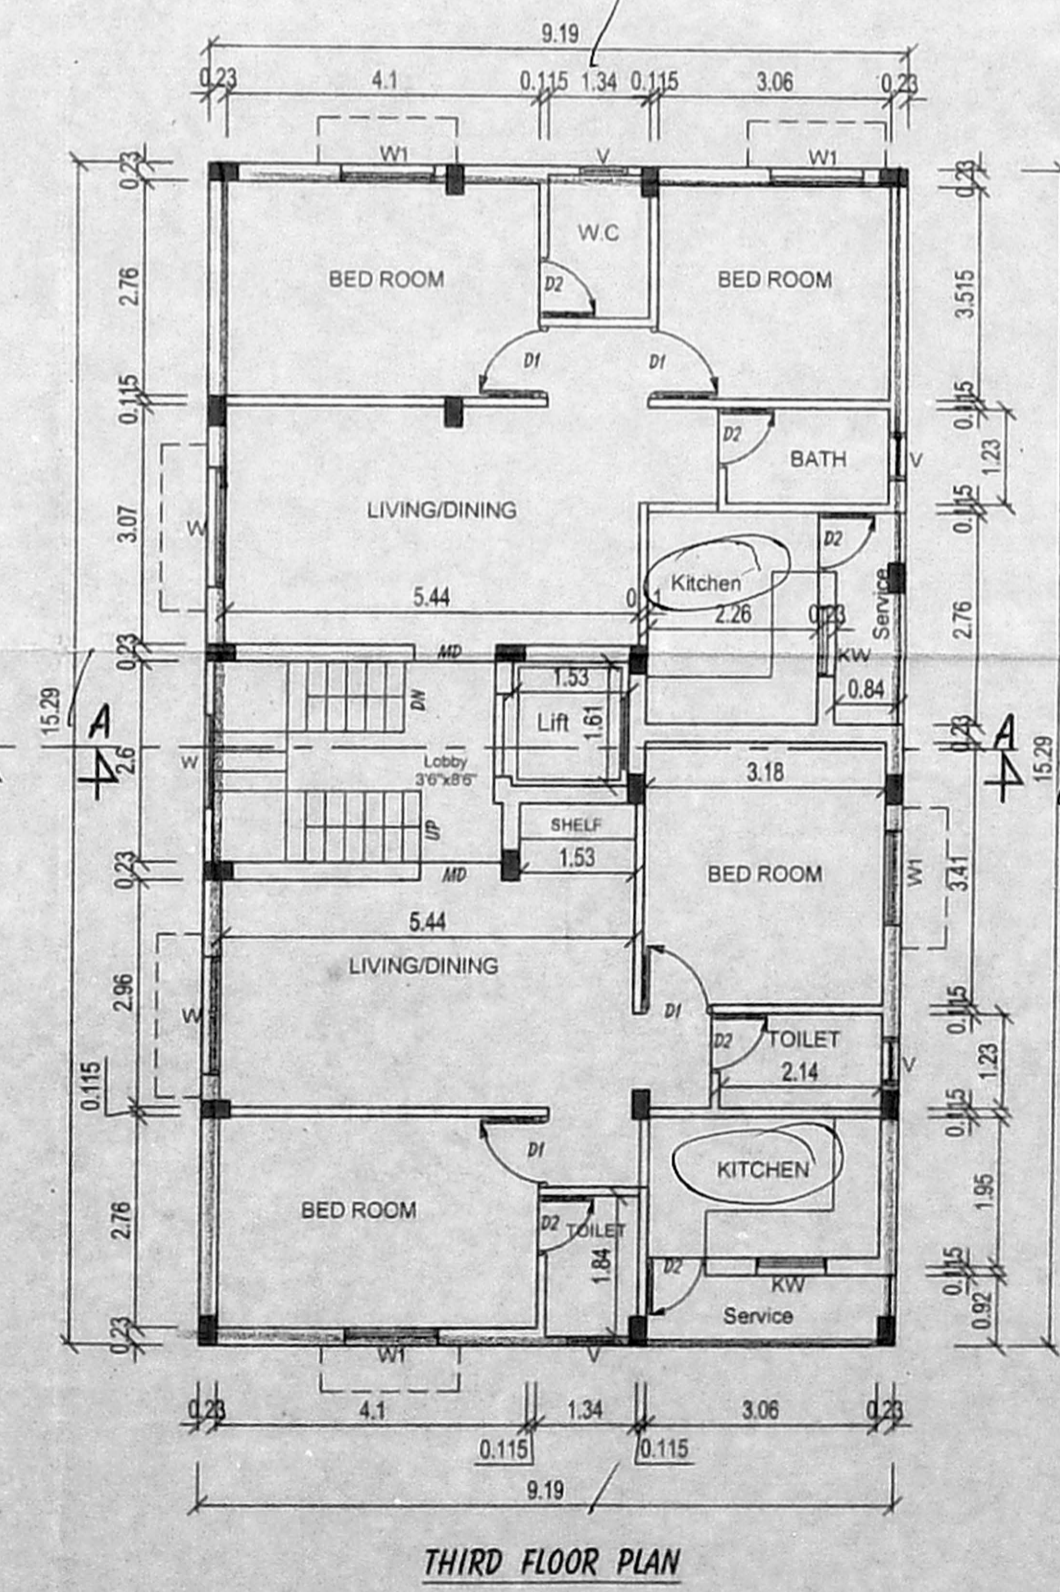 9.19
0.23 4.1 0.115 1.34 0.115 3.06 0.23
W1 V W1
0.23 0.23
W.C
BED ROOM BED ROOM
D2
2.76 3.515
D1 D1
0.115 0.115
D2
BATH V
1.23
W LIVING/DINING
3.07 0.115
D2
Kitchen
Service
5.44
2.26 0.23
2.76
0.23 MD KW
1.53 0.84
DN
15.29
A Lift 1.61 A
0.23
W 2.6 Lobby
3'6"x8'6"
3.18 15.29
UP SHELF
1.53
0.23 MD
BED ROOM W1 3.41
5.44
LIVING/DINING
2.96
W D1 0.115
D2 TOILET
V
2.14 1.23
0.115
0.115
D1
KITCHEN
BED ROOM 1.95
2.76 D2 TOILET
1.84
D2 KW 0.115
Service 0.92
0.23
W1 V
0.23 4.1 1.34 3.06 0.23
0.115 0.115
9.19
THIRD FLOOR PLAN